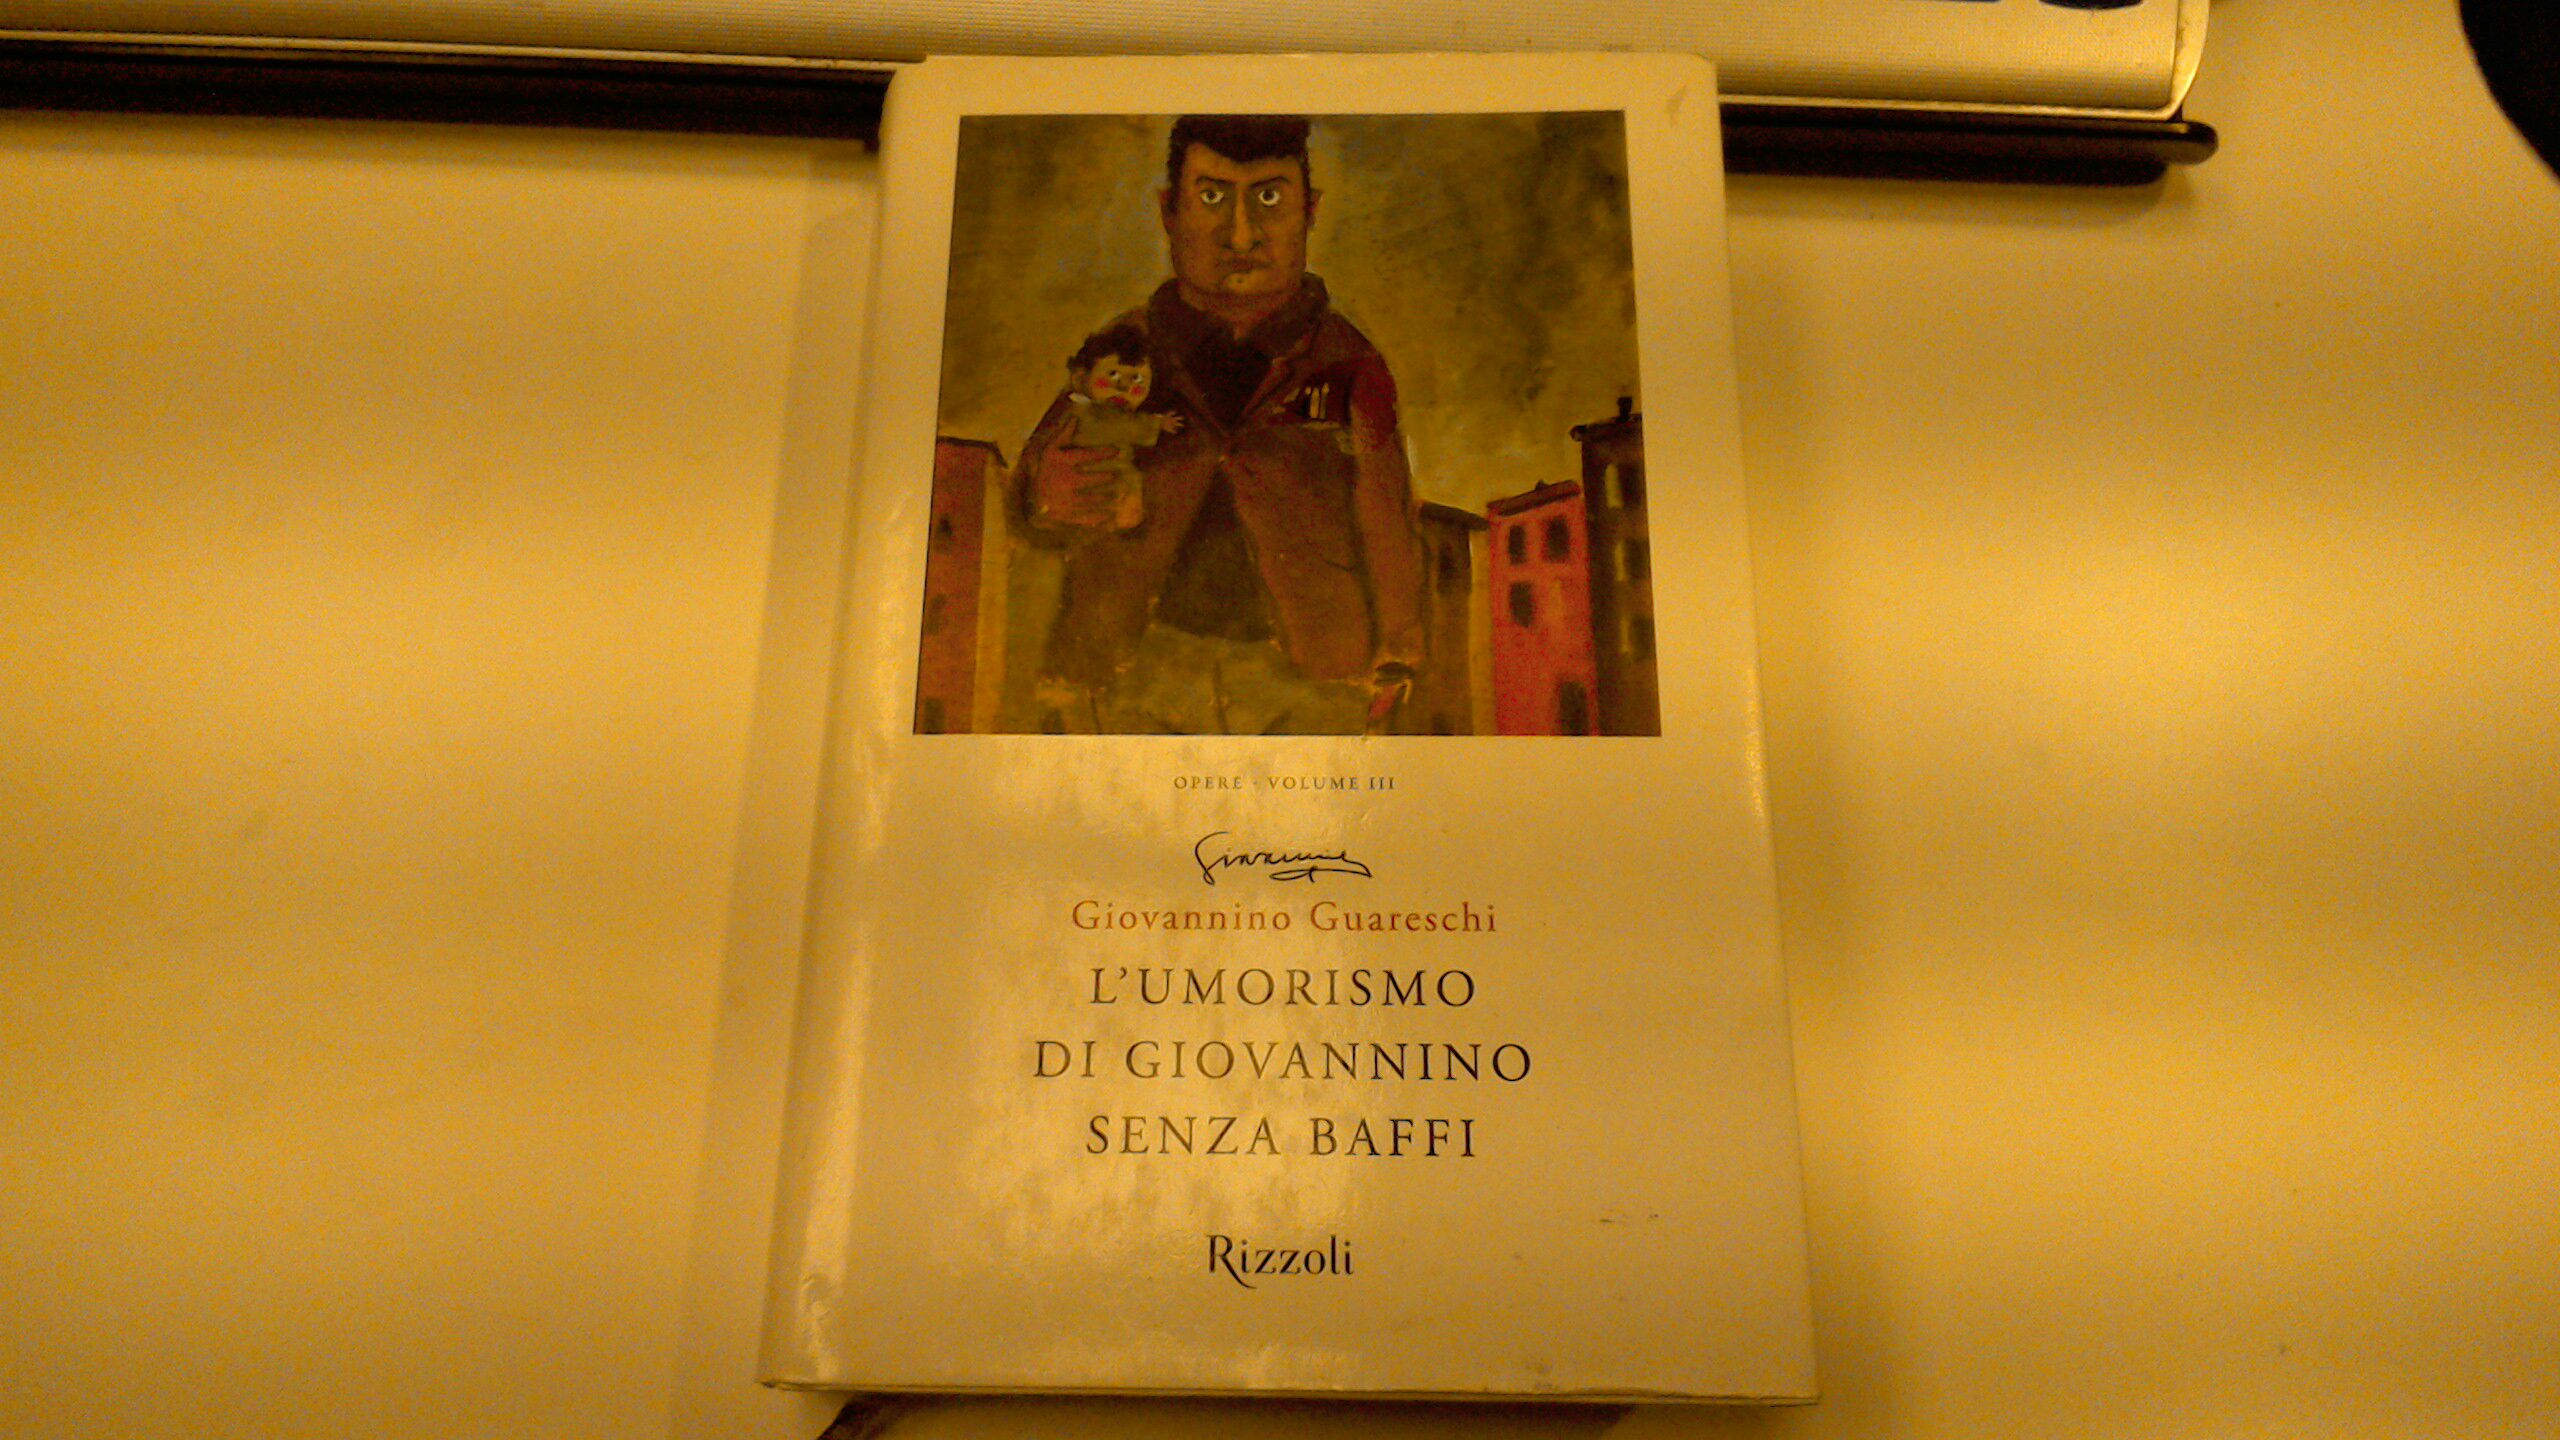 OPERE · VOLUME III
Giovannino Guareschi
L'UMORISMO
DI GIOVANNINO
SENZA BAFFI
Rizzoli